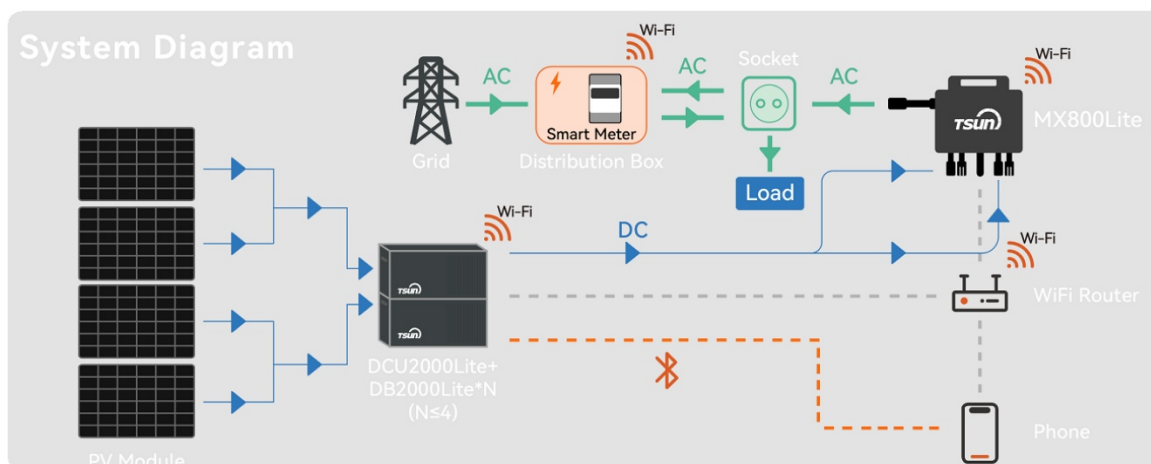 System Diagram
Wi-Fi
Wi-Fi
AC
AC
Socket
AC
TSUN
MX800Lite
Smart Meter
Grid
Distribution Box
Load
Wi-Fi
DC
Wi-Fi
TSUN
TSUN
WiFi Router
DCU2000Lite+
DB2000Lite*N
(N≤4)
Phone
PV Module